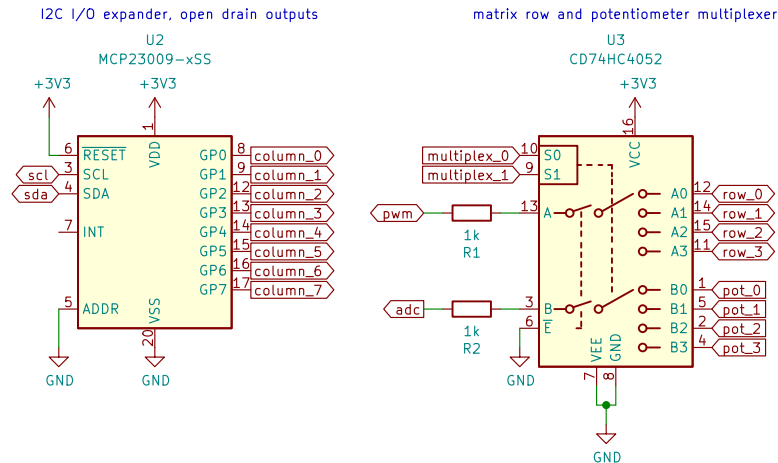 I2C I/O expander, open drain outputs
U2
MCP23009-xSS
+3V3
+3V3
1
VDD
6
RESET
scl
3
SCL
sda
4
SDA
7
INT
5
ADDR
VSS
20
GP0
8
column_0
GP1
9
column_1
GP2
12
column_2
GP3
13
column_3
GP4
14
column_4
GP5
15
column_5
GP6
16
column_6
GP7
17
column_7
GND
GND
matrix row and potentiometer multiplexer
U3
CD74HC4052
+3V3
16
VCC
multiplex_0
10
S0
multiplex_1
9
S1
pwm
1k
R1
13
A
adc
1k
R2
3
B
6
E
GND
A0
12
row_0
A1
14
row_1
A2
15
row_2
A3
11
row_3
B0
1
pot_0
B1
5
pot_1
B2
2
pot_2
B3
4
pot_3
VEE
GND
7
8
GND